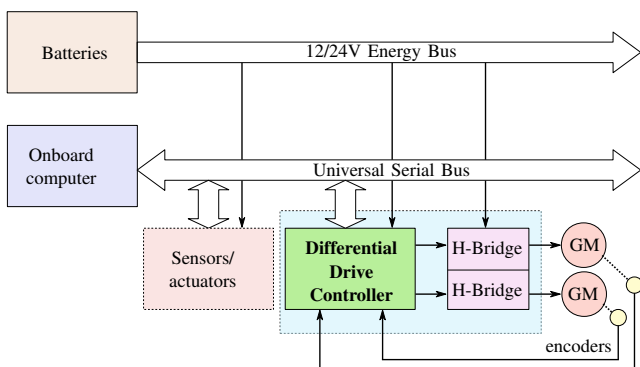 Batteries
12/24V Energy Bus
Onboard
computer
Universal Serial Bus
Sensors/
actuators
Differential
Drive
Controller
H-Bridge
H-Bridge
GM
GM
encoders